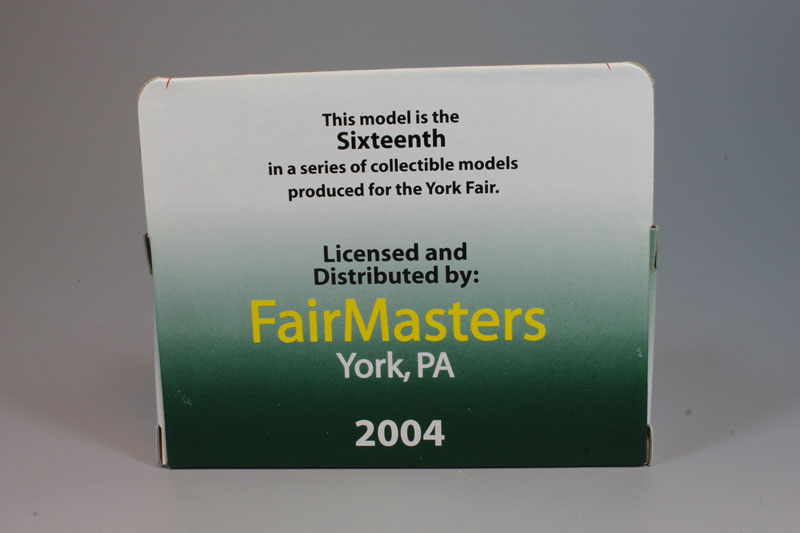 This model is the
Sixteenth
in a series of collectible models
produced for the York Fair.
Licensed and
Distributed by:
FairMasters
York, PA
2004